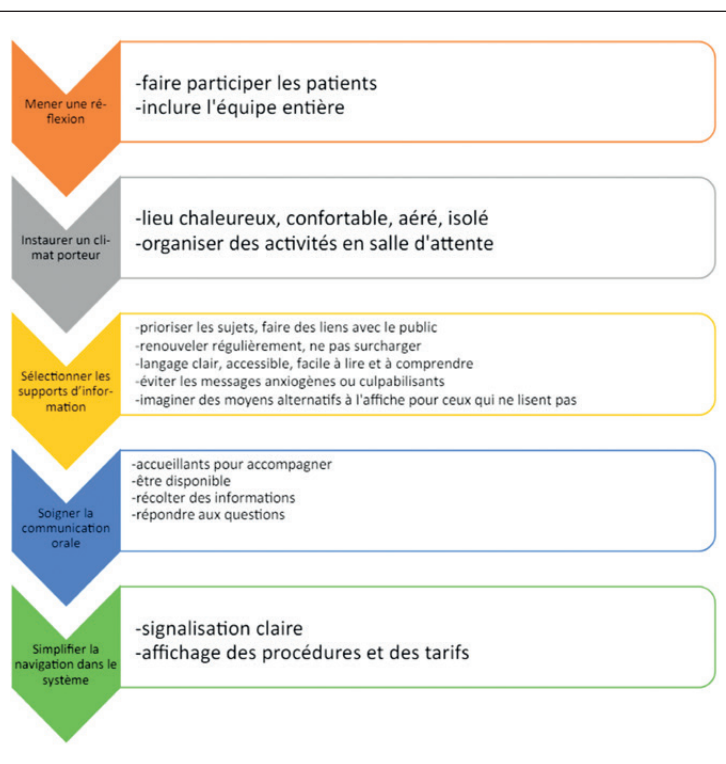 Mener une ré-
flexion
-faire participer les patients
-inclure l'équipe entière
Instaurer un cli-
mat porteur
-lieu chaleureux, confortable, aéré, isolé
-organiser des activités en salle d'attente
Sélectionner les
supports d'infor-
mation
-prioriser les sujets, faire des liens avec le public
-renouveler régulièrement, ne pas surcharger
-langage clair, accessible, facile à lire et à comprendre
-éviter les messages anxiogènes ou culpabilisants
-imaginer des moyens alternatifs à l'affiche pour ceux qui ne lisent pas
Soigner la
communication
orale
-accueillants pour accompagner
-être disponible
-récolter des informations
-répondre aux questions
Simplifier la
navigation dans le
système
-signalisation claire
-affichage des procédures et des tarifs